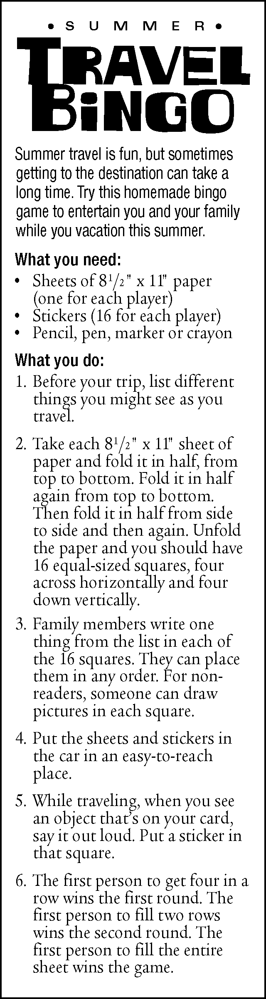 • SUMMER •
TRAVEL
BiNGO
Summer travel is fun, but sometimes
getting to the destination can take a
long time. Try this homemade bingo
game to entertain you and your family
while you vacation this summer.
What you need:
• Sheets of 8 1/2" x 11" paper
(one for each player)
• Stickers (16 for each player)
• Pencil, pen, marker or crayon
What you do:
1. Before your trip, list different
things you might see as you
travel.
2. Take each 8 1/2" x 11" sheet of
paper and fold it in half, from
top to bottom. Fold it in half
again from top to bottom.
Then fold it in half from side
to side and then again. Unfold
the paper and you should have
16 equal-sized squares, four
across horizontally and four
down vertically.
3. Family members write one
thing from the list in each of
the 16 squares. They can place
them in any order. For non-
readers, someone can draw
pictures in each square.
4. Put the sheets and stickers in
the car in an easy-to-reach
place.
5. While traveling, when you see
an object that's on your card,
say it out loud. Put a sticker in
that square.
6. The first person to get four in a
row wins the first round. The
first person to fill two rows
wins the second round. The
first person to fill the entire
sheet wins the game.